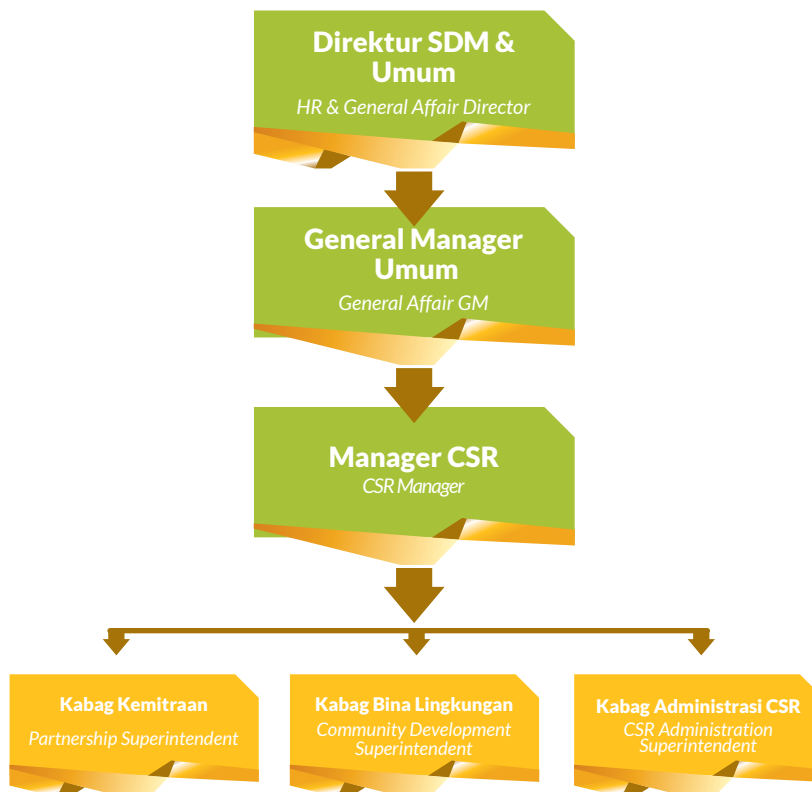 Direktur SDM &
Umum
HR & General Affair Director
General Manager
Umum
General Affair GM
Manager CSR
CSR Manager
Kabag Kemitraan
Partnership Superintendent
Kabag Bina Lingkungan
Community Development
Superintendent
Kabag Administrasi CSR
CSR Administration
Superintendent